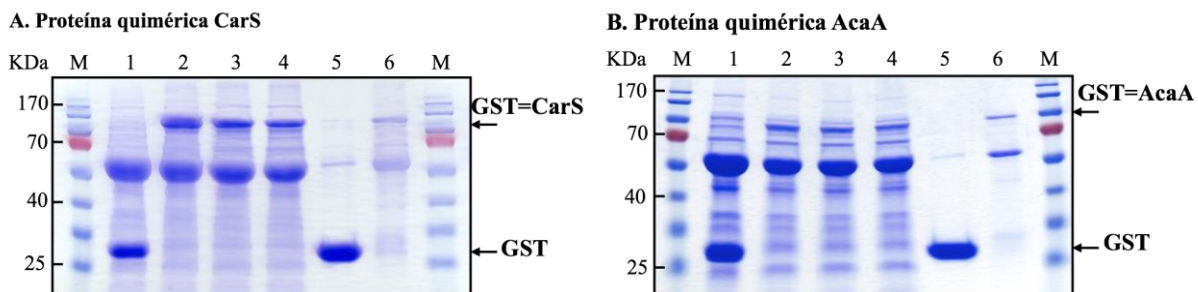 A. Proteína quimérica CarS
KDa M 1 2 3 4 5 6 M
170
70
40
25
GST=CarS
GST
B. Proteína quimérica AcaA
KDa M 1 2 3 4 5 6 M
170
70
40
25
GST=AcaA
GST